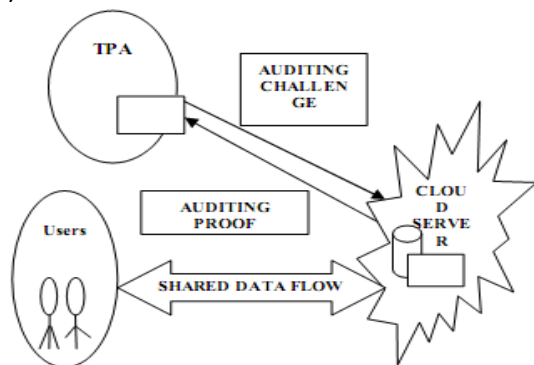 TPA
AUDITING
CHALLEN
GE
AUDITING
PROOF
CLOU
D
SERVE
R
Users
SHARED DATA FLOW